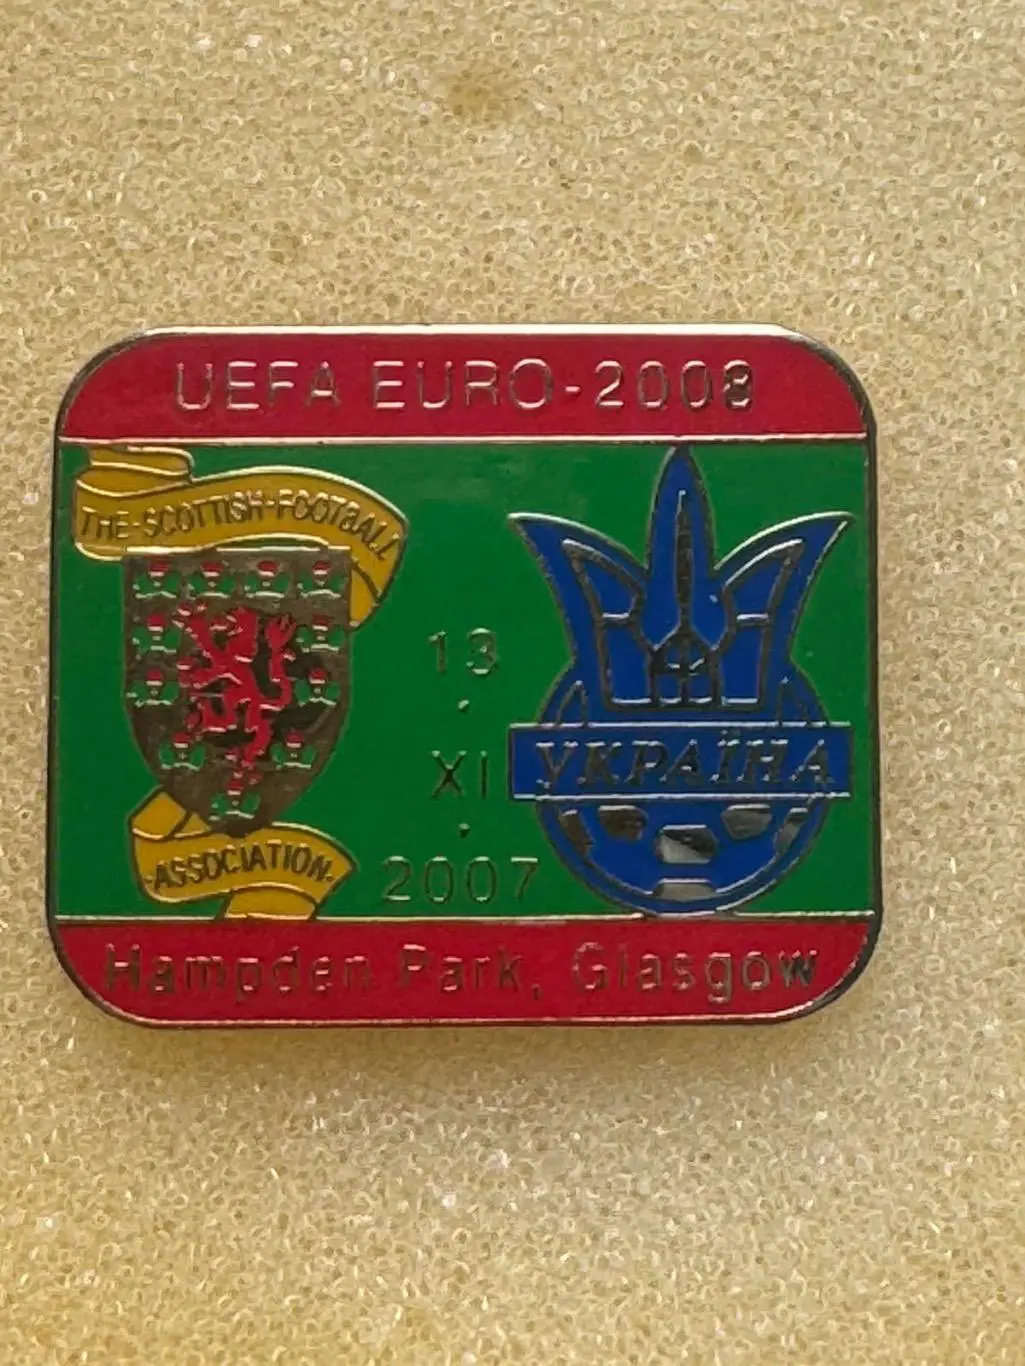 UEFA EURO-2008
THE-SCOTTISH-FOOTBALL
ASSOCIATION
13
.
XI
.
2007
УКРАЇНА
Hampden Park, Glasgow